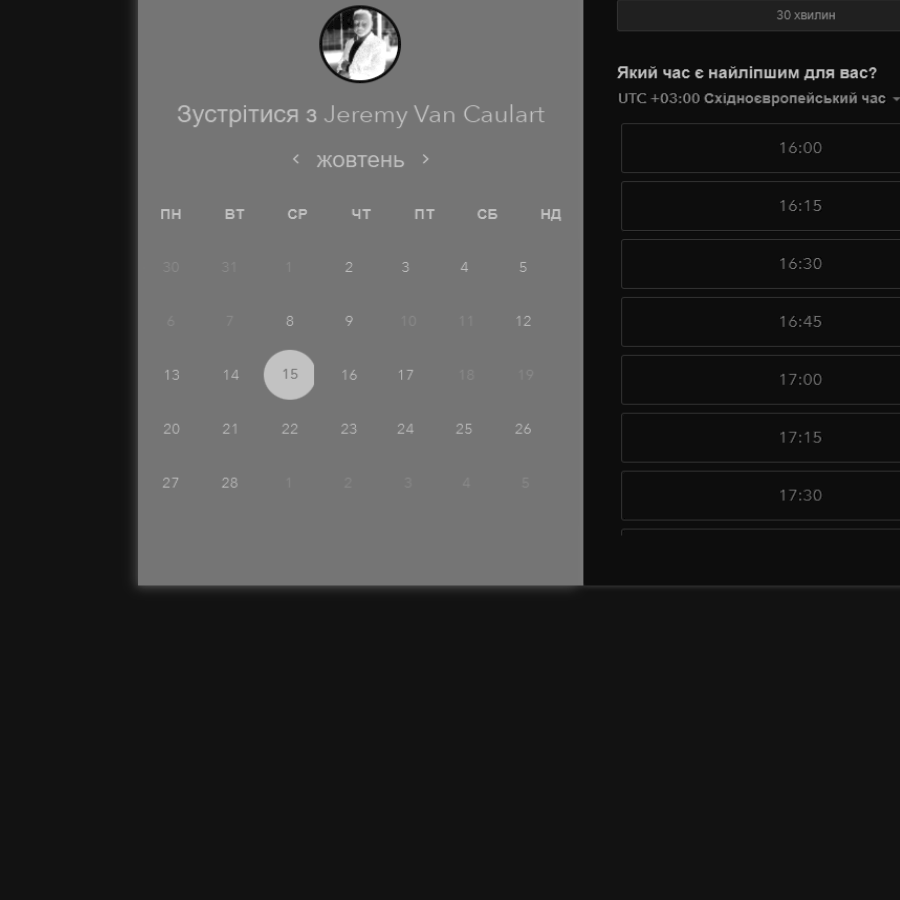 Зустрітися з Jeremy Van Caulart
‹ жовтень ›
ПН ВТ СР ЧТ ПТ СБ НД
30 31 1 2 3 4 5
6 7 8 9 10 11 12
13 14 15 16 17 18 19
20 21 22 23 24 25 26
27 28 1 2 3 4 5
30 хвилин
Який час є найліпшим для вас?
UTC +03:00 Східноєвропейський час
16:00
16:15
16:30
16:45
17:00
17:15
17:30